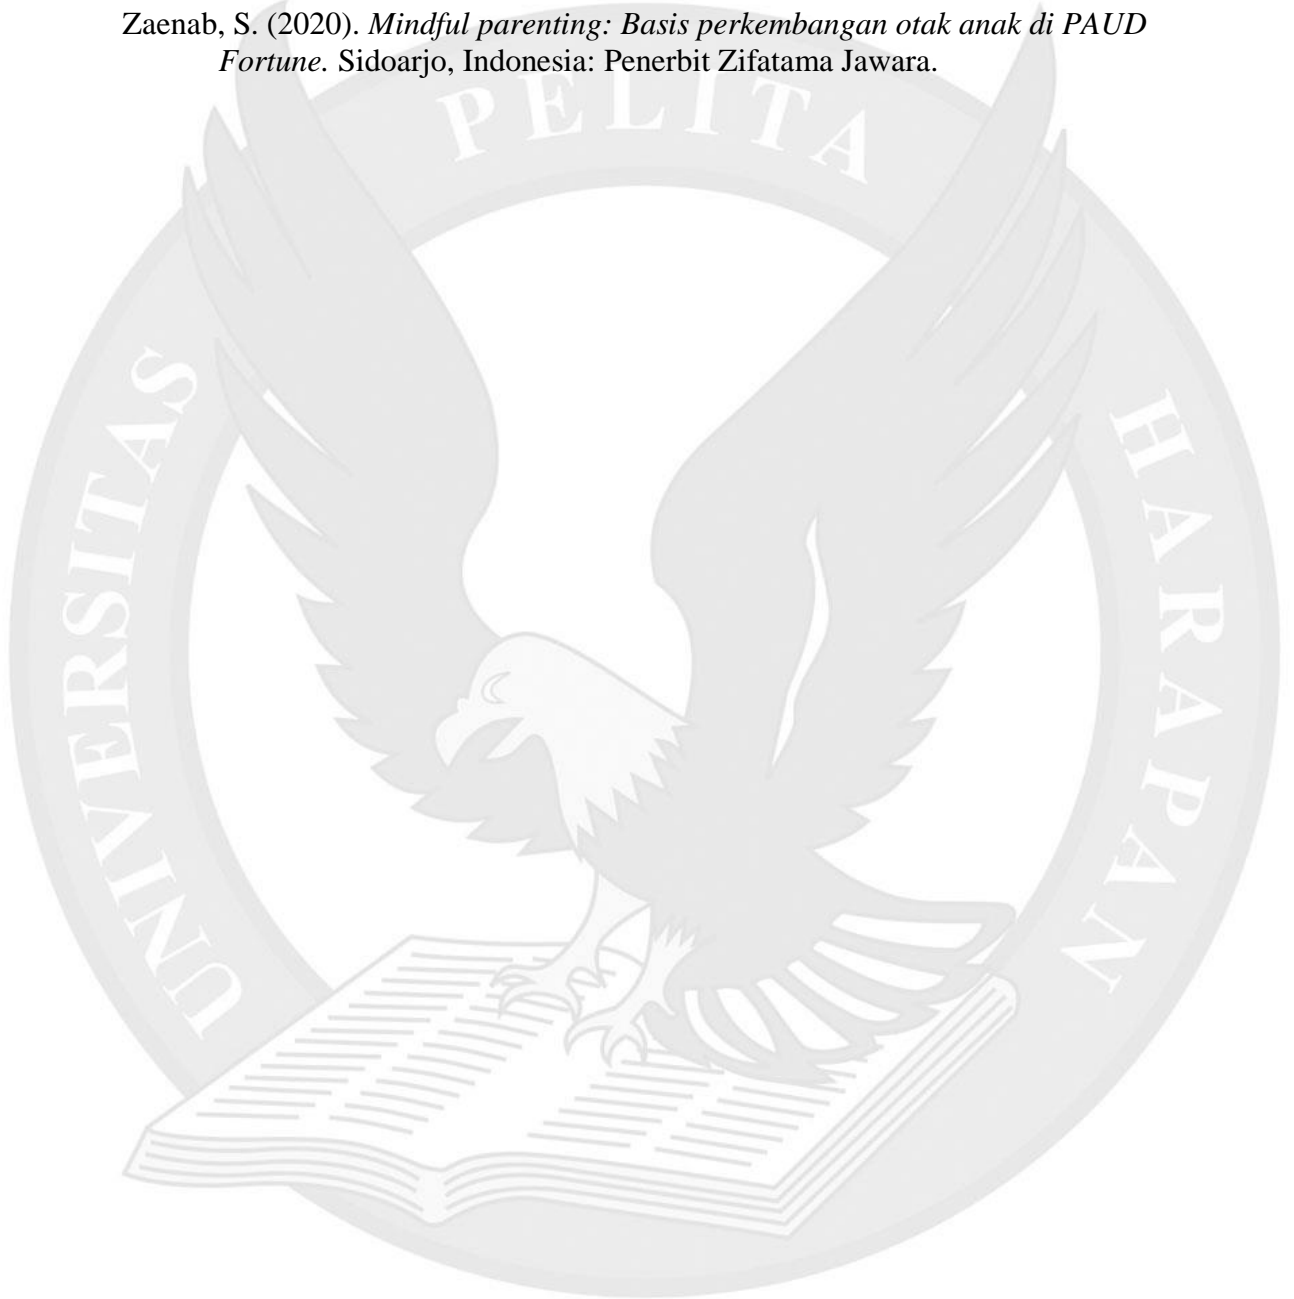 Zaenab, S. (2020). Mindful parenting: Basis perkembangan otak anak di PAUD
Fortune. Sidoarjo, Indonesia: Penerbit Zifatama Jawara.
UNIVERSITAS PELITA HARAPAN